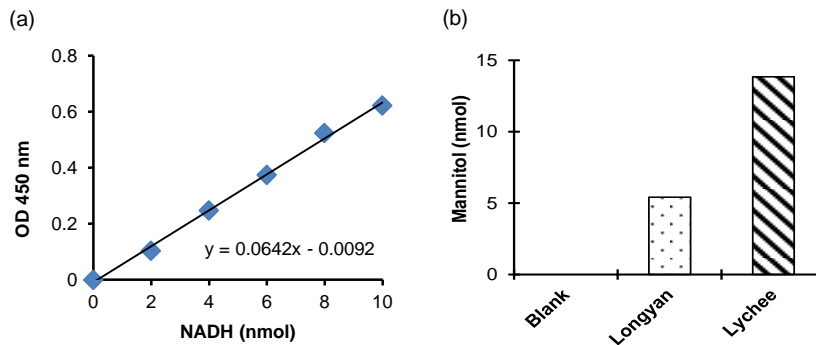 (a)
0.8
0.6
0.4
0.2
0
OD 450 nm
y = 0.0642x - 0.0092
0 2 4 6 8 10
NADH (nmol)
(b)
15
10
5
0
Mannitol (nmol)
Blank
Longyan
Lychee